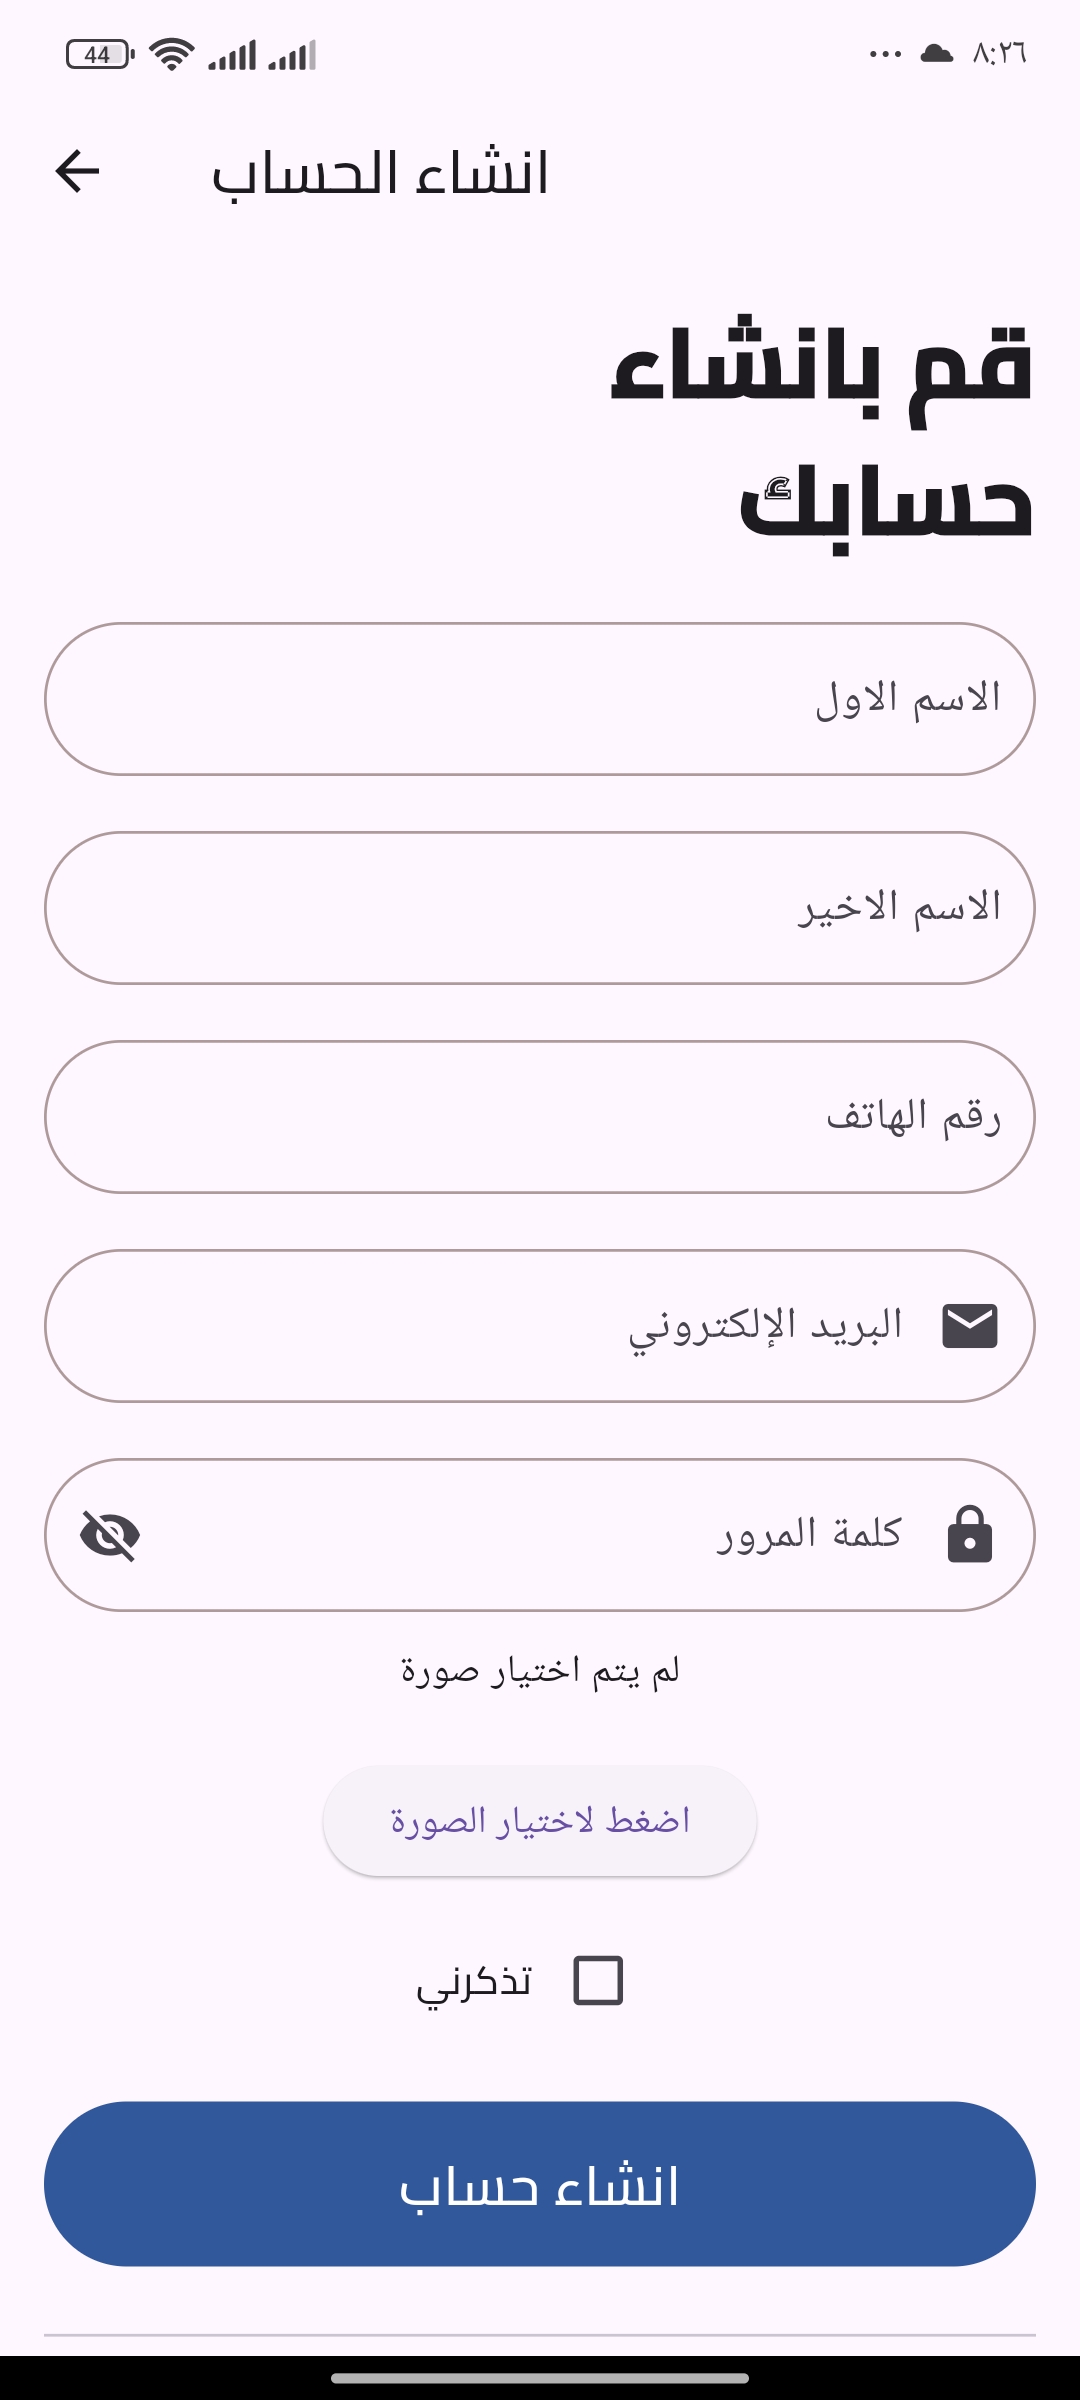 44
٨:٢٦
انشاء الحساب
قم بانشاء
حسابك
الاسم الاول
الاسم الاخير
رقم الهاتف
البريد الإلكتروني
كلمة المرور
لم يتم اختيار صورة
اضغط لاختيار الصورة
تذكرني
انشاء حساب